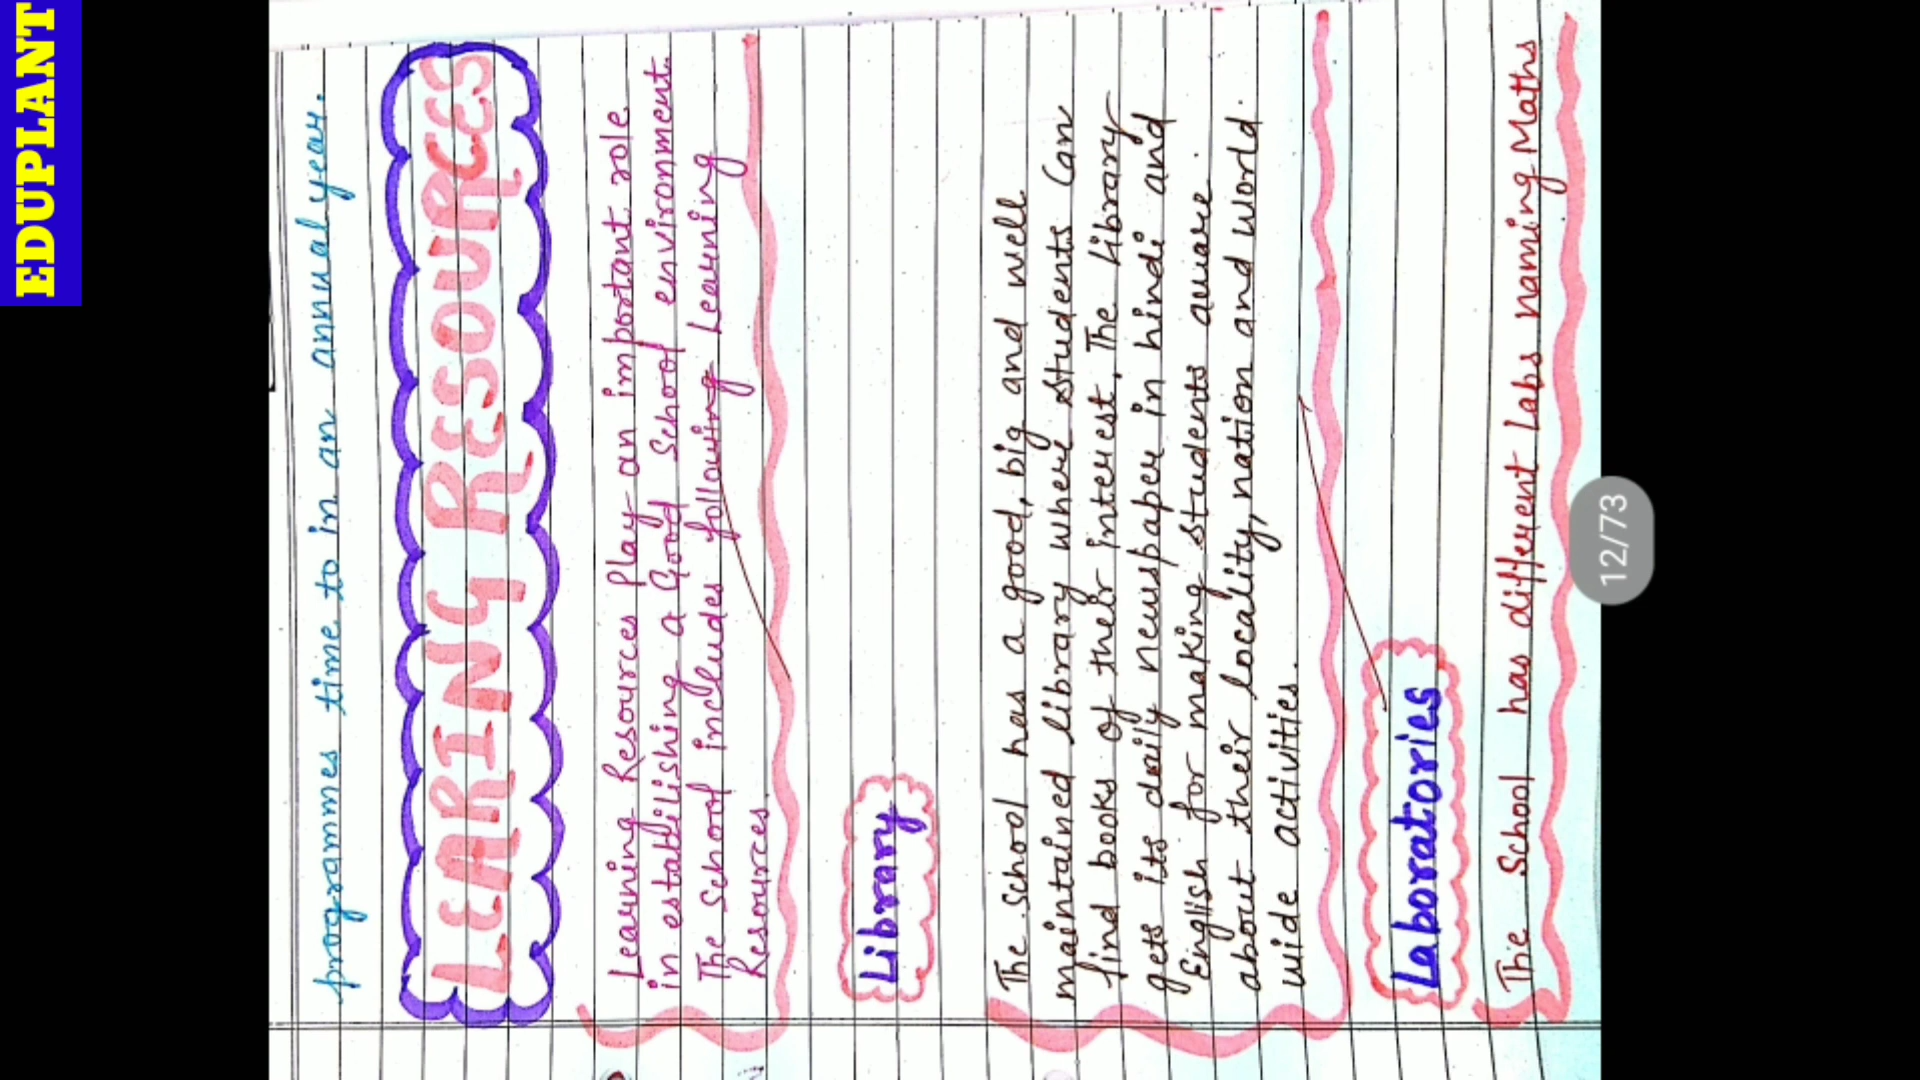 EDUPLANT
programmes time to in an annual year.
LEARING RESOURCES
Learning Resources Play an important role
in establishing a Good School environment.
The school includes following Learning
Resources
Library
The school has a good, big and well
maintained library where students can
find books of their interest. The library
gets its daily newspaper in hindi and
English for making students aware.
about their locality, nation and world.
wide activities.
Laboratories
The School has different Labs naming Maths
12/73